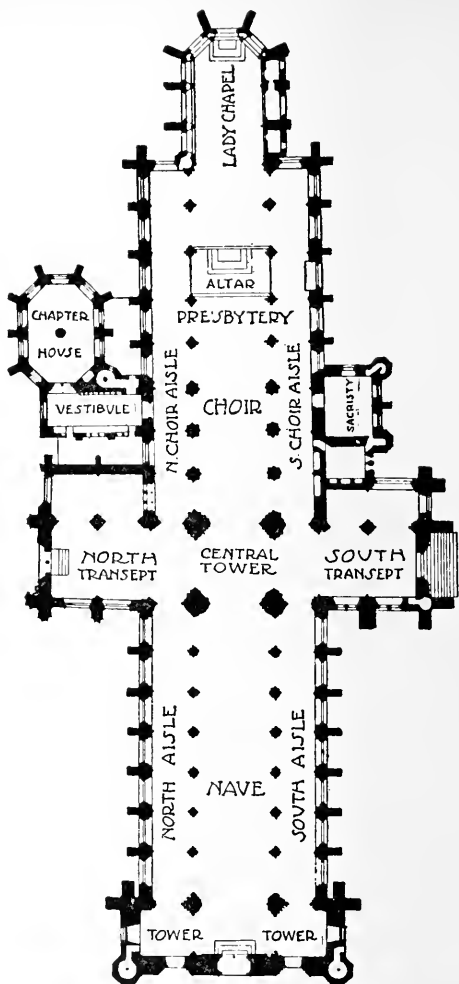 LADY CHAPEL
ALTAR
PRESBYTERY
CHAPTER
HOUSE
VESTIBULE
N. CHOIR AISLE
CHOIR
S. CHOIR AISLE
SACRISTY
NORTH
TRANSEPT
CENTRAL
TOWER
SOUTH
TRANSEPT
NORTH AISLE
NAVE
SOUTH AISLE
TOWER
TOWER